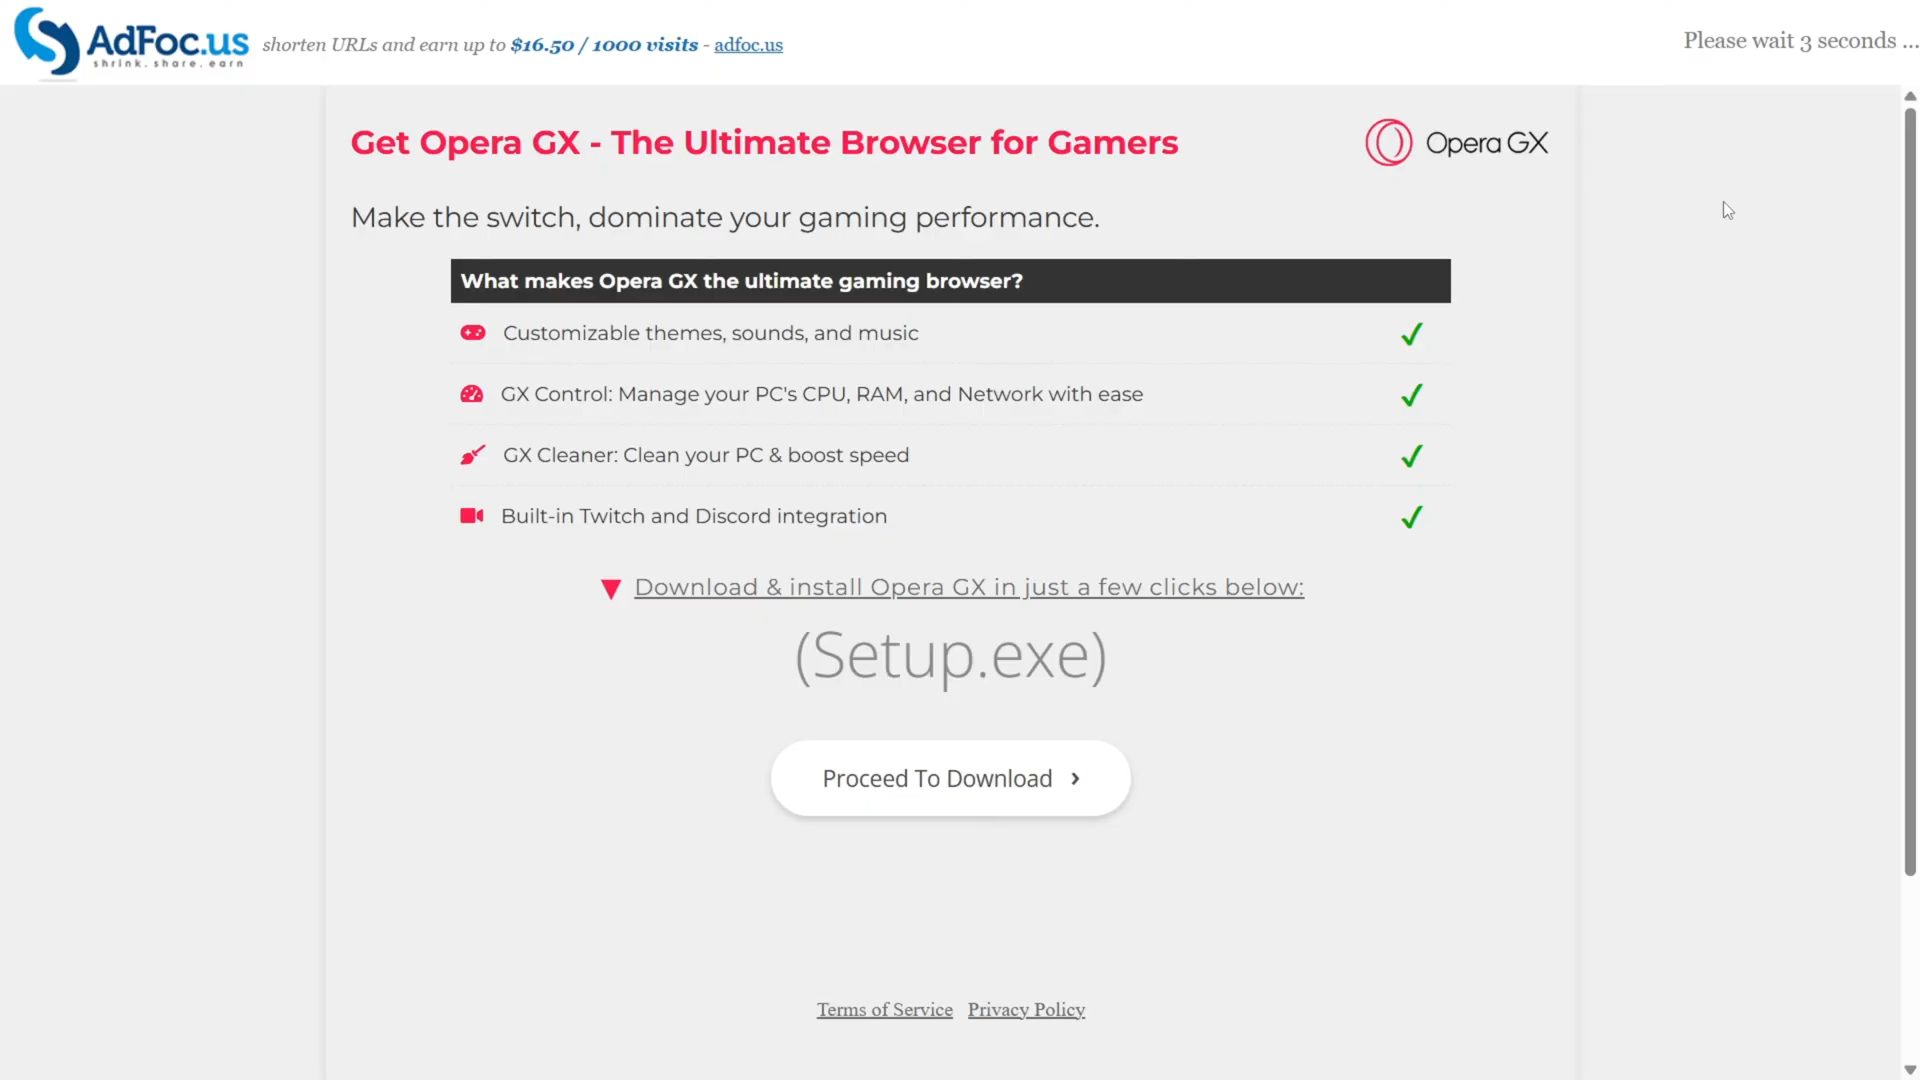 AdFoc.us
shrink.share.earn
shorten URLs and earn up to $16.50 / 1000 visits - adfoc.us
Please wait 3 seconds ...
Get Opera GX - The Ultimate Browser for Gamers
Opera GX
Make the switch, dominate your gaming performance.
What makes Opera GX the ultimate gaming browser?
Customizable themes, sounds, and music
GX Control: Manage your PC's CPU, RAM, and Network with ease
GX Cleaner: Clean your PC & boost speed
Built-in Twitch and Discord integration
Download & install Opera GX in just a few clicks below:
(Setup.exe)
Proceed To Download ›
Terms of Service Privacy Policy